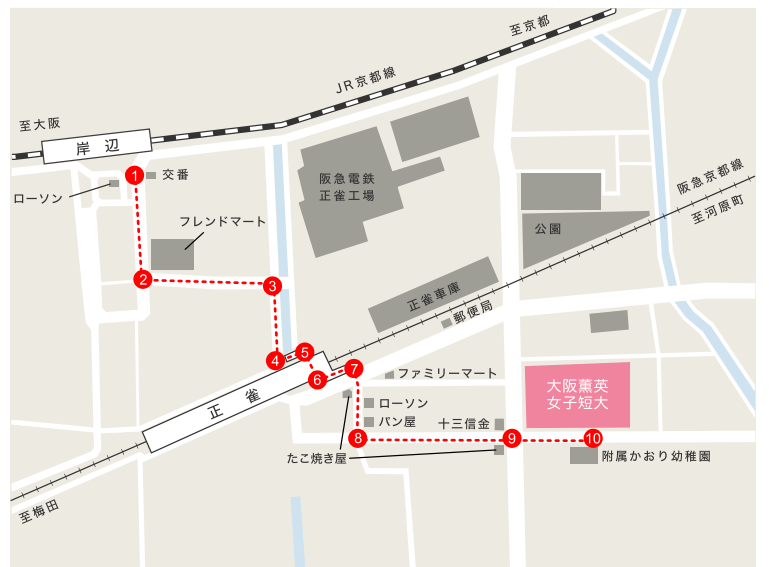 至京都
JR京都線
至大阪
岸辺
1
交番
ローソン
阪急電鉄
正雀工場
阪急京都線
至河原町
フレンドマート
公園
2
3
正雀車庫
郵便局
4
5
6
7
ファミリーマート
大阪薫英
女子短大
正雀
ローソン
パン屋
十三信金
8
9
10
たこ焼き屋
附属かおり幼稚園
至梅田